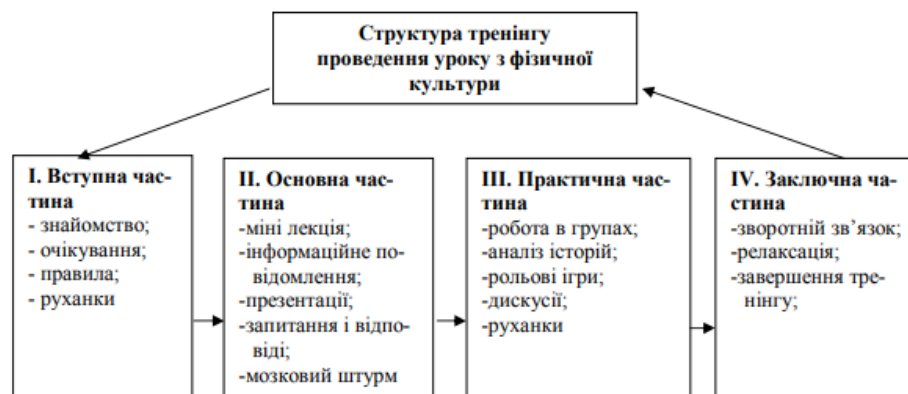 Структура тренінгу
проведення уроку з фізичної
культури
I. Вступна час-
тина
- знайомство;
- очікування;
- правила;
- руханки
II. Основна час-
тина
-міні лекція;
-інформаційне по-
відомлення;
-презентації;
-запитання і відпо-
віді;
-мозковий штурм
III. Практична час-
тина
-робота в групах;
-аналіз історій;
-рольові ігри;
-дискусії;
-руханки
IV. Заключна ча-
стина
-зворотній зв’язок;
-релаксація;
-завершення тре-
нінгу;